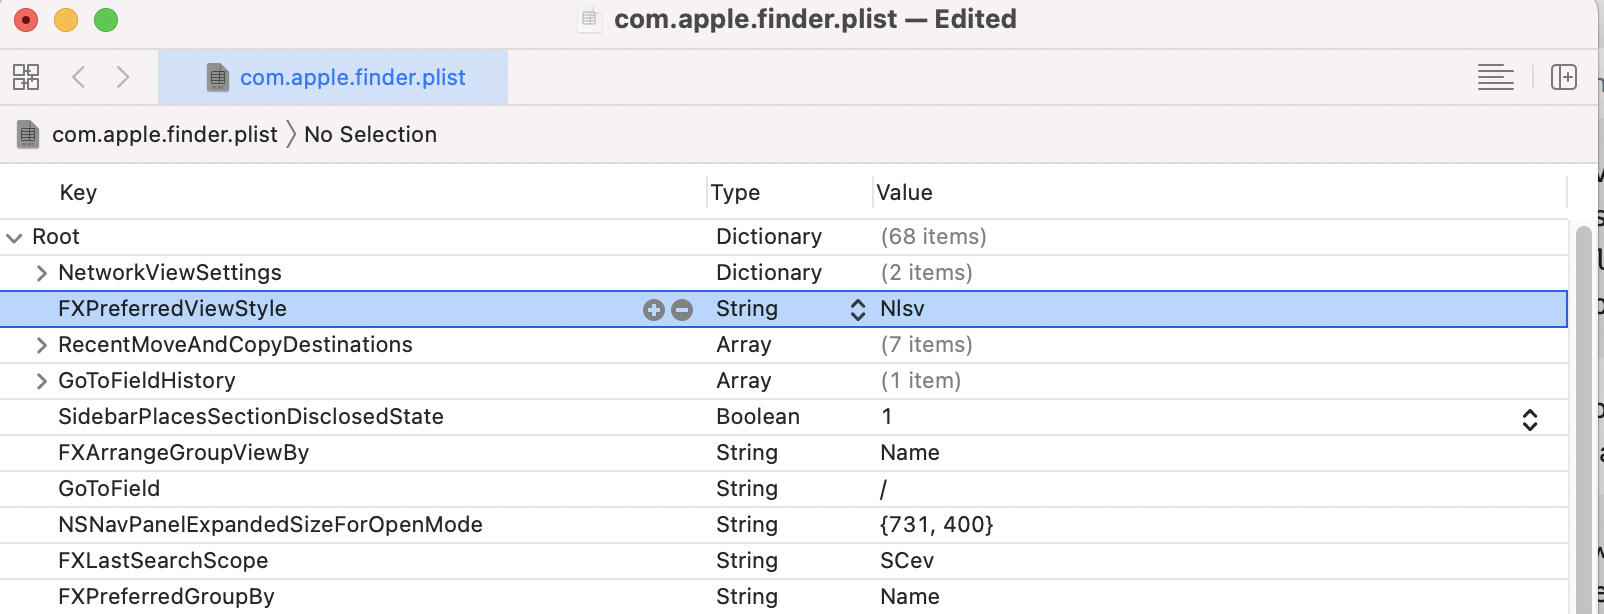 com.apple.finder.plist — Edited
com.apple.finder.plist
com.apple.finder.plist No Selection
Key Type Value
Root Dictionary (68 items)
NetworkViewSettings Dictionary (2 items)
FXPreferredViewStyle String Nlsv
RecentMoveAndCopyDestinations Array (7 items)
GoToFieldHistory Array (1 item)
SidebarPlacesSectionDisclosedState Boolean 1
FXArrangeGroupViewBy String Name
GoToField String /
NSNavPanelExpandedSizeForOpenMode String {731, 400}
FXLastSearchScope String SCev
FXPreferredGroupBy String Name